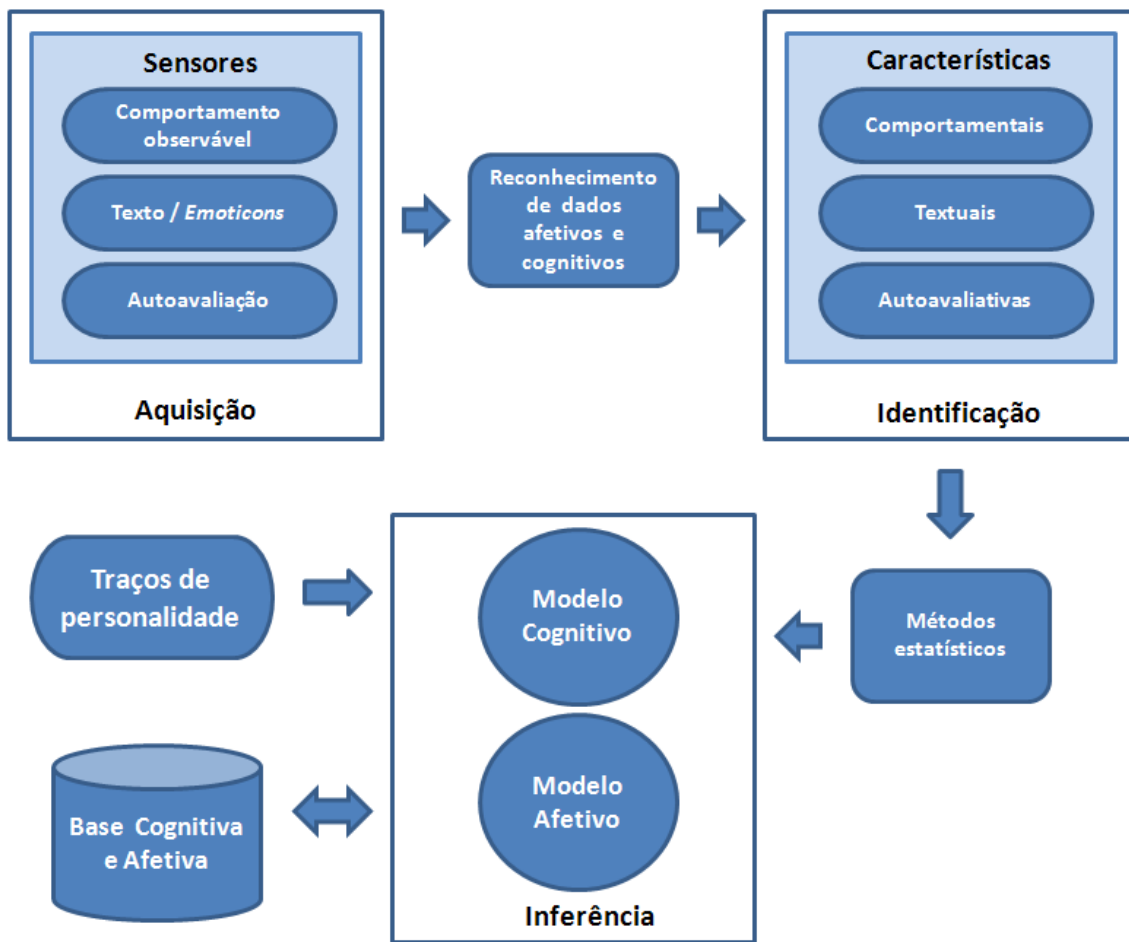 Sensores
Comportamento
observável
Texto / Emoticons
Autoavaliação
Aquisição
Reconhecimento
de dados
afetivos e
cognitivos
Características
Comportamentais
Textuais
Autoavaliativas
Identificação
Traços de
personalidade
Modelo
Cognitivo
Métodos
estatísticos
Base Cognitiva
e Afetiva
Modelo
Afetivo
Inferência